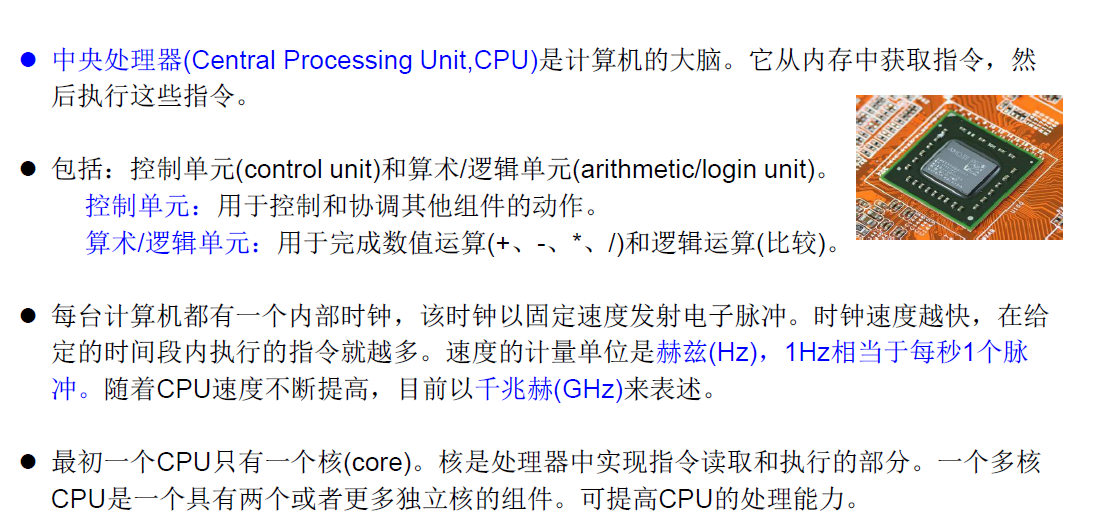 中央处理器(Central Processing Unit,CPU)是计算机的大脑。它从内存中获取指令，然
后执行这些指令。
包括：控制单元(control unit)和算术/逻辑单元(arithmetic/login unit)。
控制单元：用于控制和协调其他组件的动作。
算术/逻辑单元：用于完成数值运算(+、-、*、/)和逻辑运算(比较)。
每台计算机都有一个内部时钟，该时钟以固定速度发射电子脉冲。时钟速度越快，在给
定的时间段内执行的指令就越多。速度的计量单位是赫兹(Hz)，1Hz相当于每秒1个脉
冲。随着CPU速度不断提高，目前以千兆赫(GHz)来表述。
最初一个CPU只有一个核(core)。核是处理器中实现指令读取和执行的部分。一个多核
CPU是一个具有两个或者更多独立核的组件。可提高CPU的处理能力。